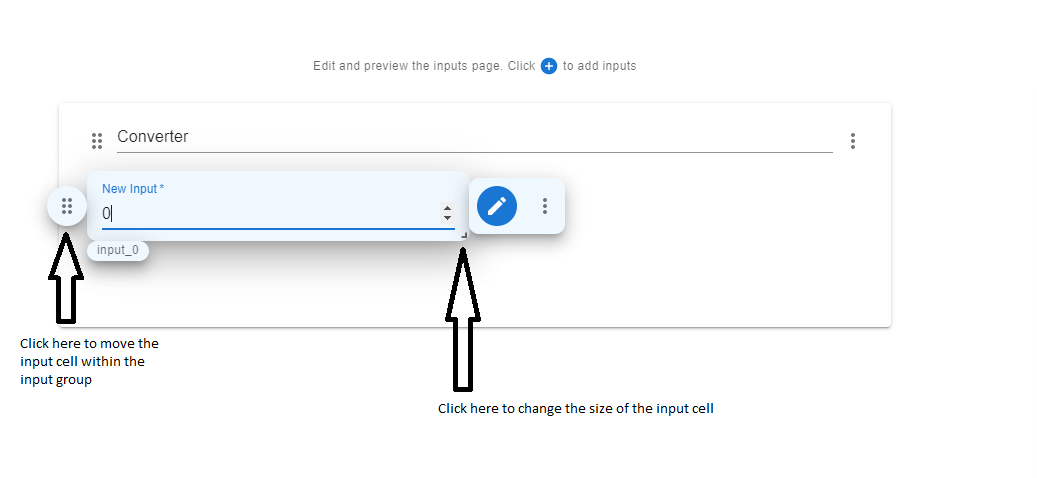 Edit and preview the inputs page. Click + to add inputs
Converter
New Input *
0
input_0
Click here to move the
input cell within the
input group
Click here to change the size of the input cell